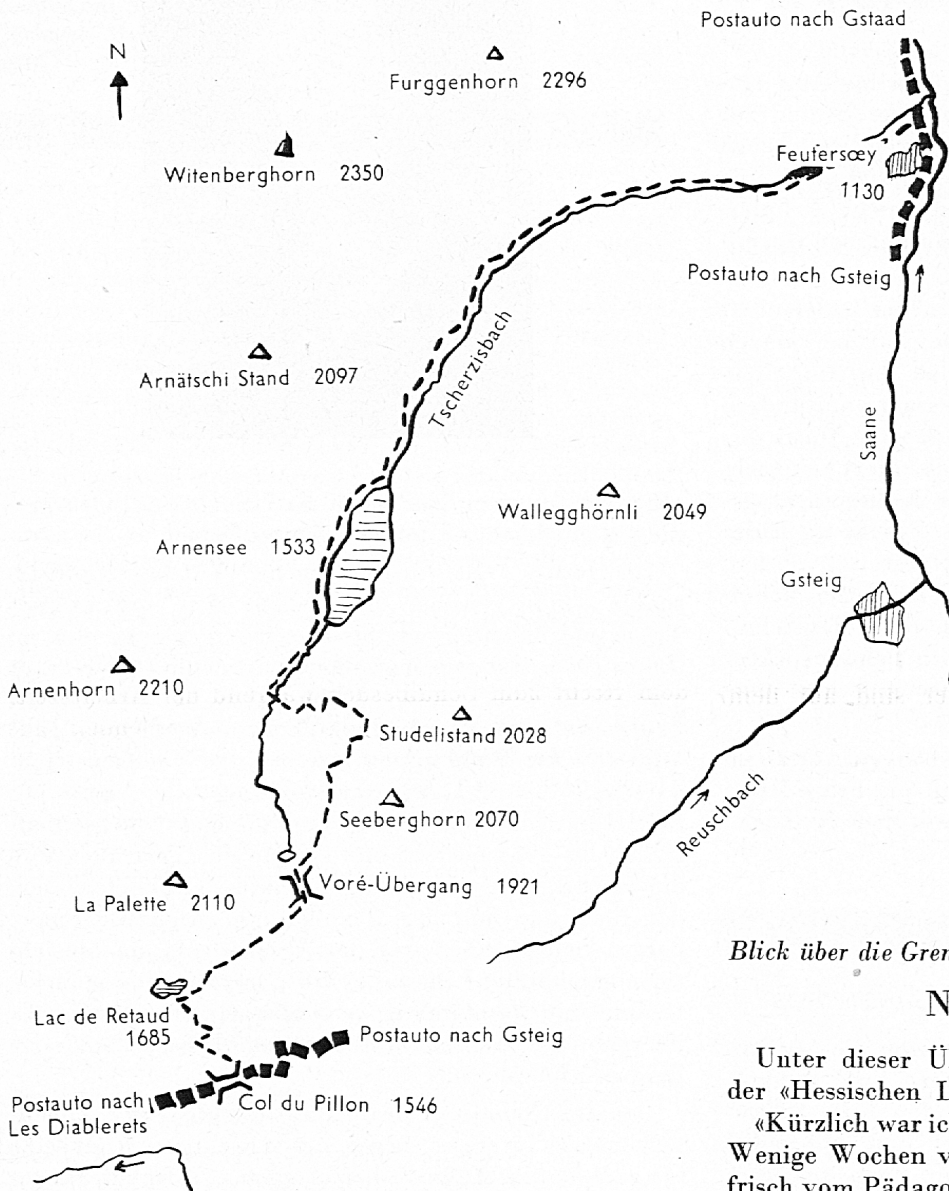 Postauto nach Gstaad
N
Furggenhorn 2296
Witenberghorn 2350
Feutersœy
1130
Postauto nach Gsteig
Arnätschi Stand 2097
Tscherzisbach
Saane
Wallegghörnli 2049
Arnensee 1533
Gsteig
Arnenhorn 2210
Studelistand 2028
Reuschbach
Seeberghorn 2070
Voré-Übergang 1921
La Palette 2110
Lac de Retaud
1685
Postauto nach Gsteig
Postauto nach
Les Diablerets
Col du Pillon 1546
Blick über die Gren
N
Unter dieser Ü
der «Hessischen L
«Kürzlich war ic
Wenige Wochen v
frisch vom Pädago